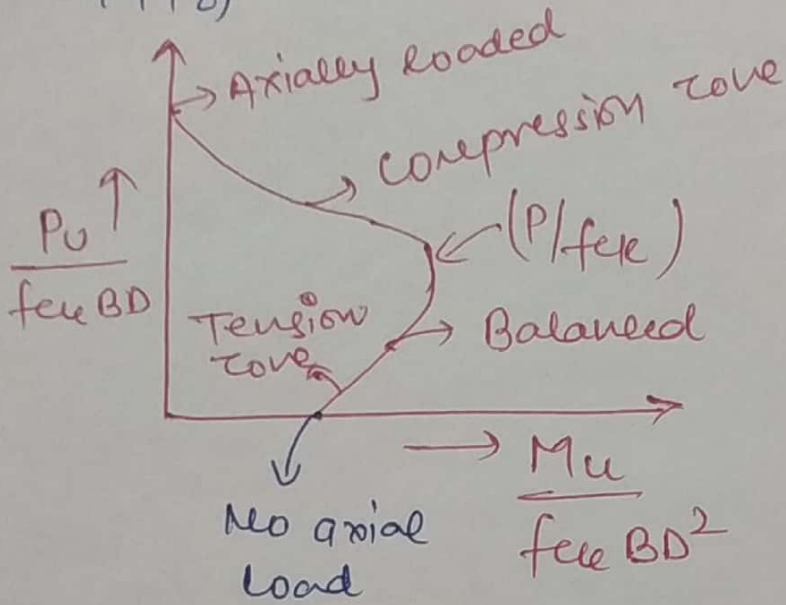 Axially loaded
compression zone
Pu ↑
fck BD
(P/fck)
Tension
zone
Balanced
→ Mu
fck BD²
No axial
load